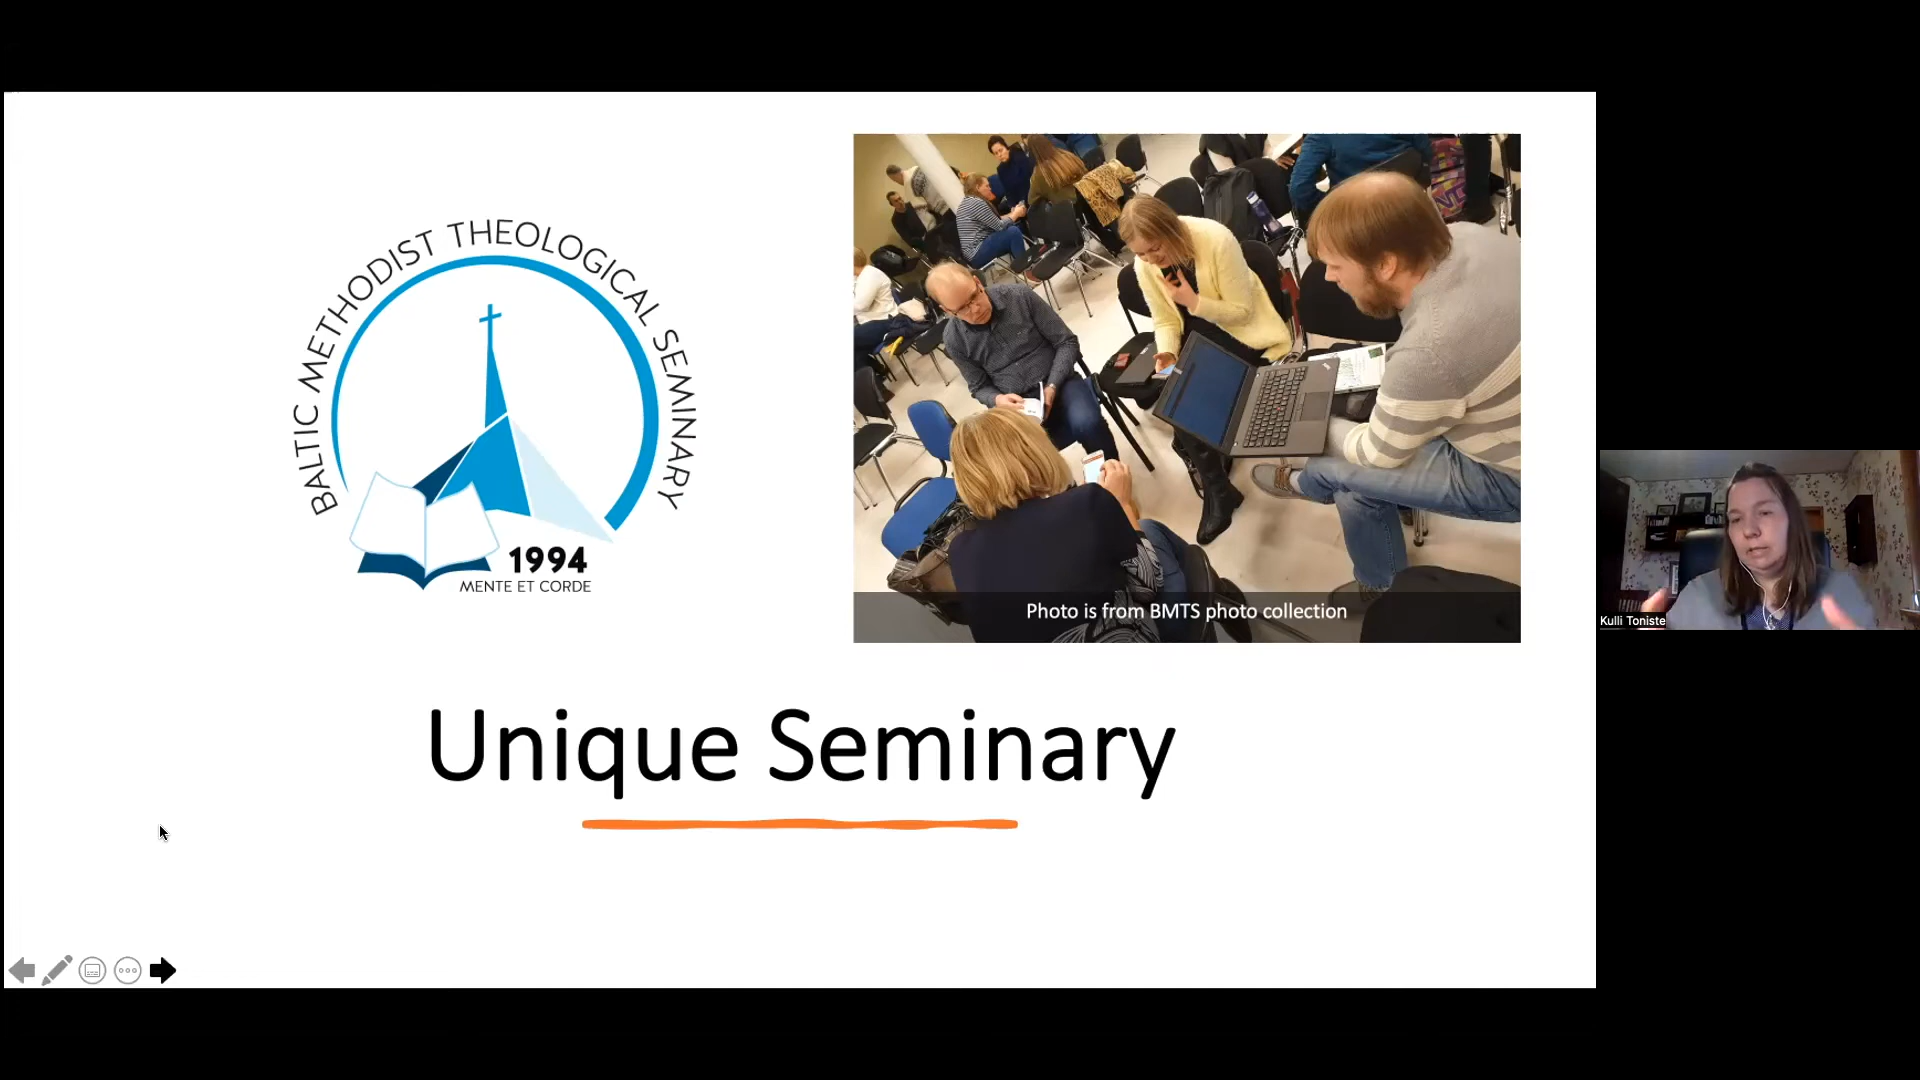 BALTIC METHODIST THEOLOGICAL SEMINARY
1994
MENTE ET CORDE
Photo is from BMTS photo collection
Unique Seminary
Kulli Toniste